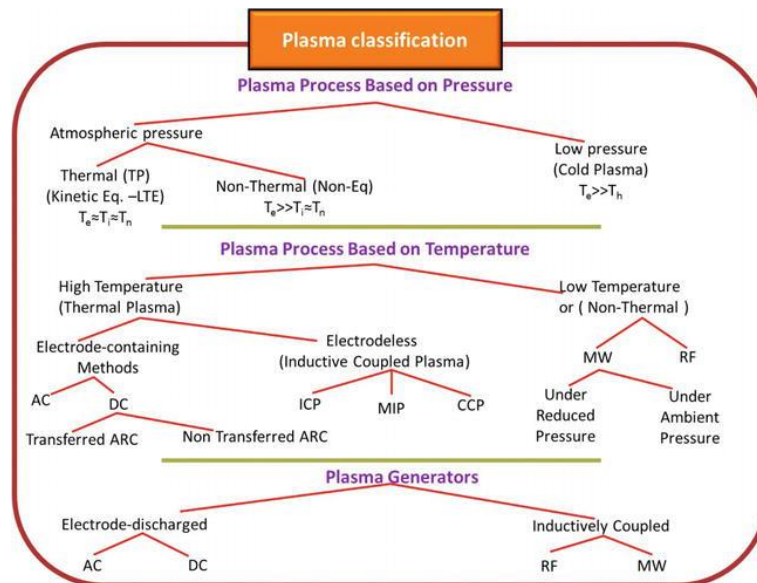 Plasma classification
Plasma Process Based on Pressure
Atmospheric pressure
Low pressure
(Cold Plasma)
Te>>Th
Thermal (TP)
(Kinetic Eq. –LTE)
Te≈Ti≈Tn
Non-Thermal (Non-Eq)
Te>>Ti≈Tn
Plasma Process Based on Temperature
High Temperature
(Thermal Plasma)
Low Temperature
or ( Non-Thermal )
Electrode-containing
Methods
Electrodeless
(Inductive Coupled Plasma)
MW
RF
AC
DC
ICP
MIP
CCP
Under
Reduced
Pressure
Under
Ambient
Pressure
Transferred ARC
Non Transferred ARC
Plasma Generators
Electrode-discharged
Inductively Coupled
AC
DC
RF
MW